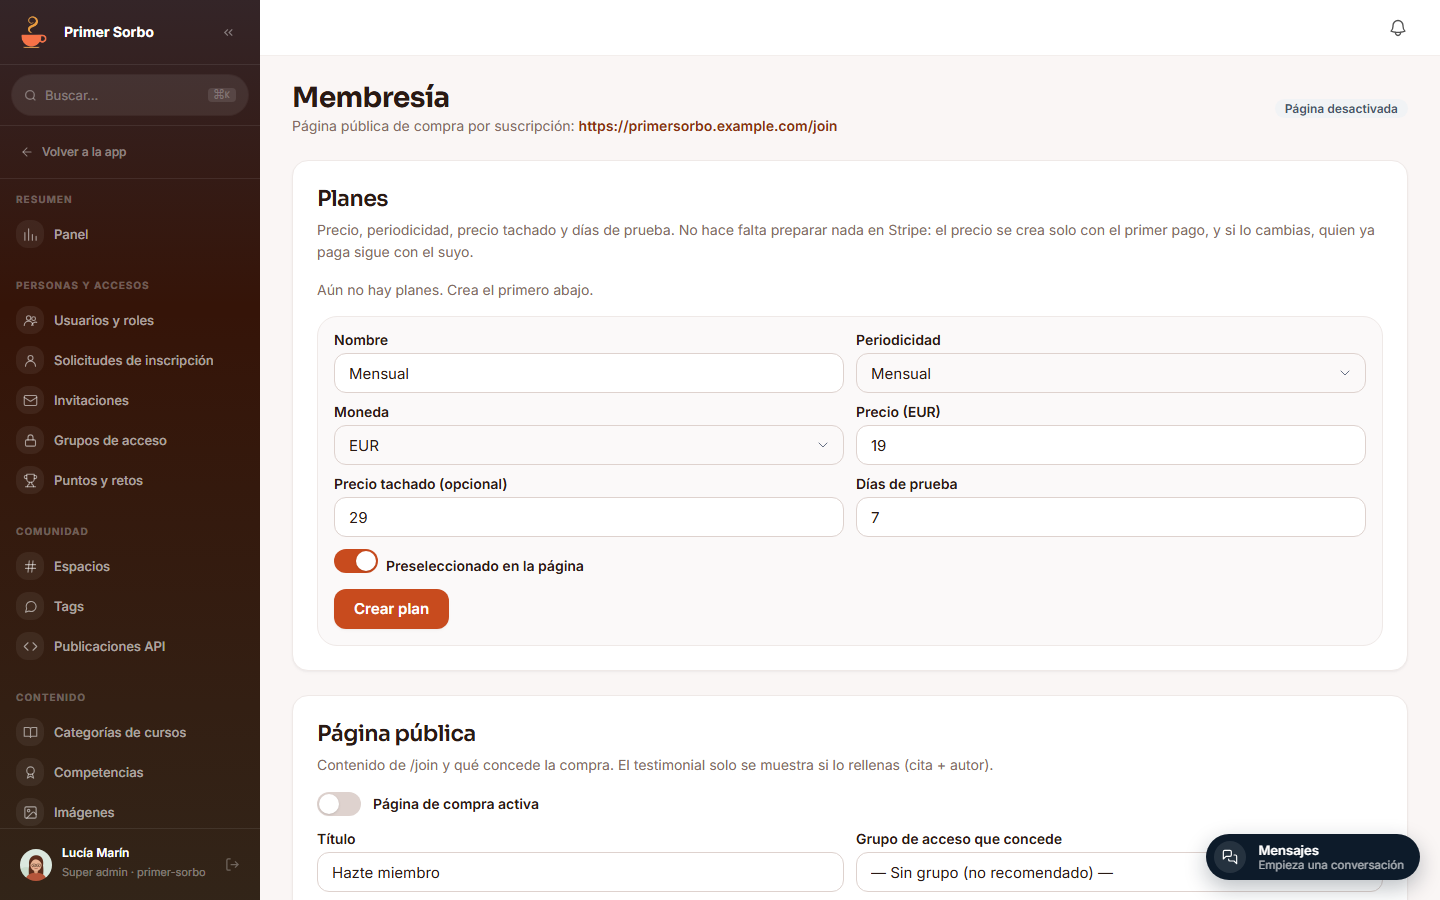 Primer Sorbo
Buscar...
⌘K
Volver a la app
RESUMEN
Panel
PERSONAS Y ACCESOS
Usuarios y roles
Solicitudes de inscripción
Invitaciones
Grupos de acceso
Puntos y retos
COMUNIDAD
Espacios
Tags
Publicaciones API
CONTENIDO
Categorías de cursos
Competencias
Imágenes
Lucía Marín
Super admin · primer-sorbo
Membresía
Página pública de compra por suscripción: https://primersorbo.example.com/join
Página desactivada
Planes
Precio, periodicidad, precio tachado y días de prueba. No hace falta preparar nada en Stripe: el precio se crea solo con el primer pago, y si lo cambias, quien ya
paga sigue con el suyo.
Aún no hay planes. Crea el primero abajo.
Nombre
Mensual
Periodicidad
Mensual
Moneda
EUR
Precio (EUR)
19
Precio tachado (opcional)
29
Días de prueba
7
Preseleccionado en la página
Crear plan
Página pública
Contenido de /join y qué concede la compra. El testimonial solo se muestra si lo rellenas (cita + autor).
Página de compra activa
Título
Hazte miembro
Grupo de acceso que concede
— Sin grupo (no recomendado) —
Mensajes
Empieza una conversación